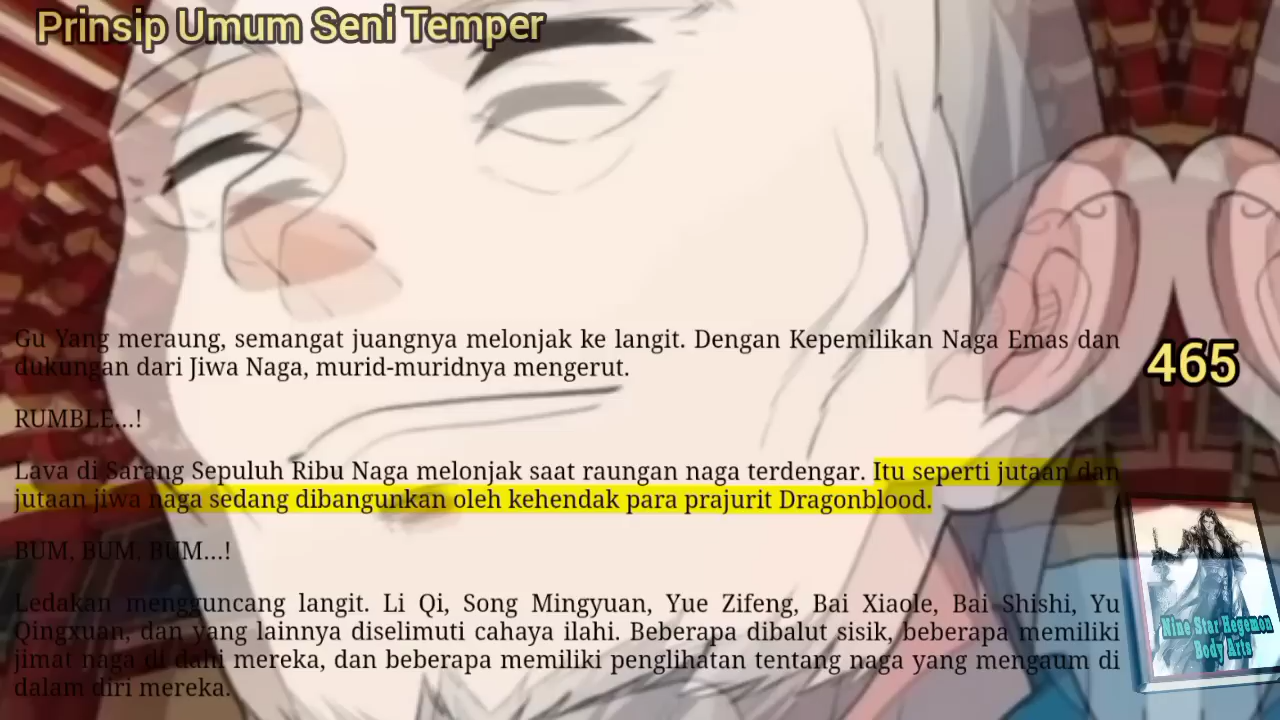 Prinsip Umum Seni Temper
Gu Yang meraung, semangat juangnya melonjak ke langit. Dengan Kepemilikan Naga Emas dan
dukungan dari Jiwa Naga, murid-muridnya mengerut.
465
RUMBLE...!
Lava di Sarang Sepuluh Ribu Naga melonjak saat raungan naga terdengar. Itu seperti jutaan dan
jutaan jiwa naga sedang dibangunkan oleh kehendak para prajurit Dragonblood.
BUM, BUM, BUM...!
Ledakan mengguncang langit. Li Qi, Song Mingyuan, Yue Zifeng, Bai Xiaole, Bai Shishi, Yu
Qingxuan, dan yang lainnya diselimuti cahaya ilahi. Beberapa dibalut sisik, beberapa memiliki
jimat naga di dahi mereka, dan beberapa memiliki penglihatan tentang naga yang mengaum di
dalam diri mereka.
Nine Star Hegemon
Body Arts